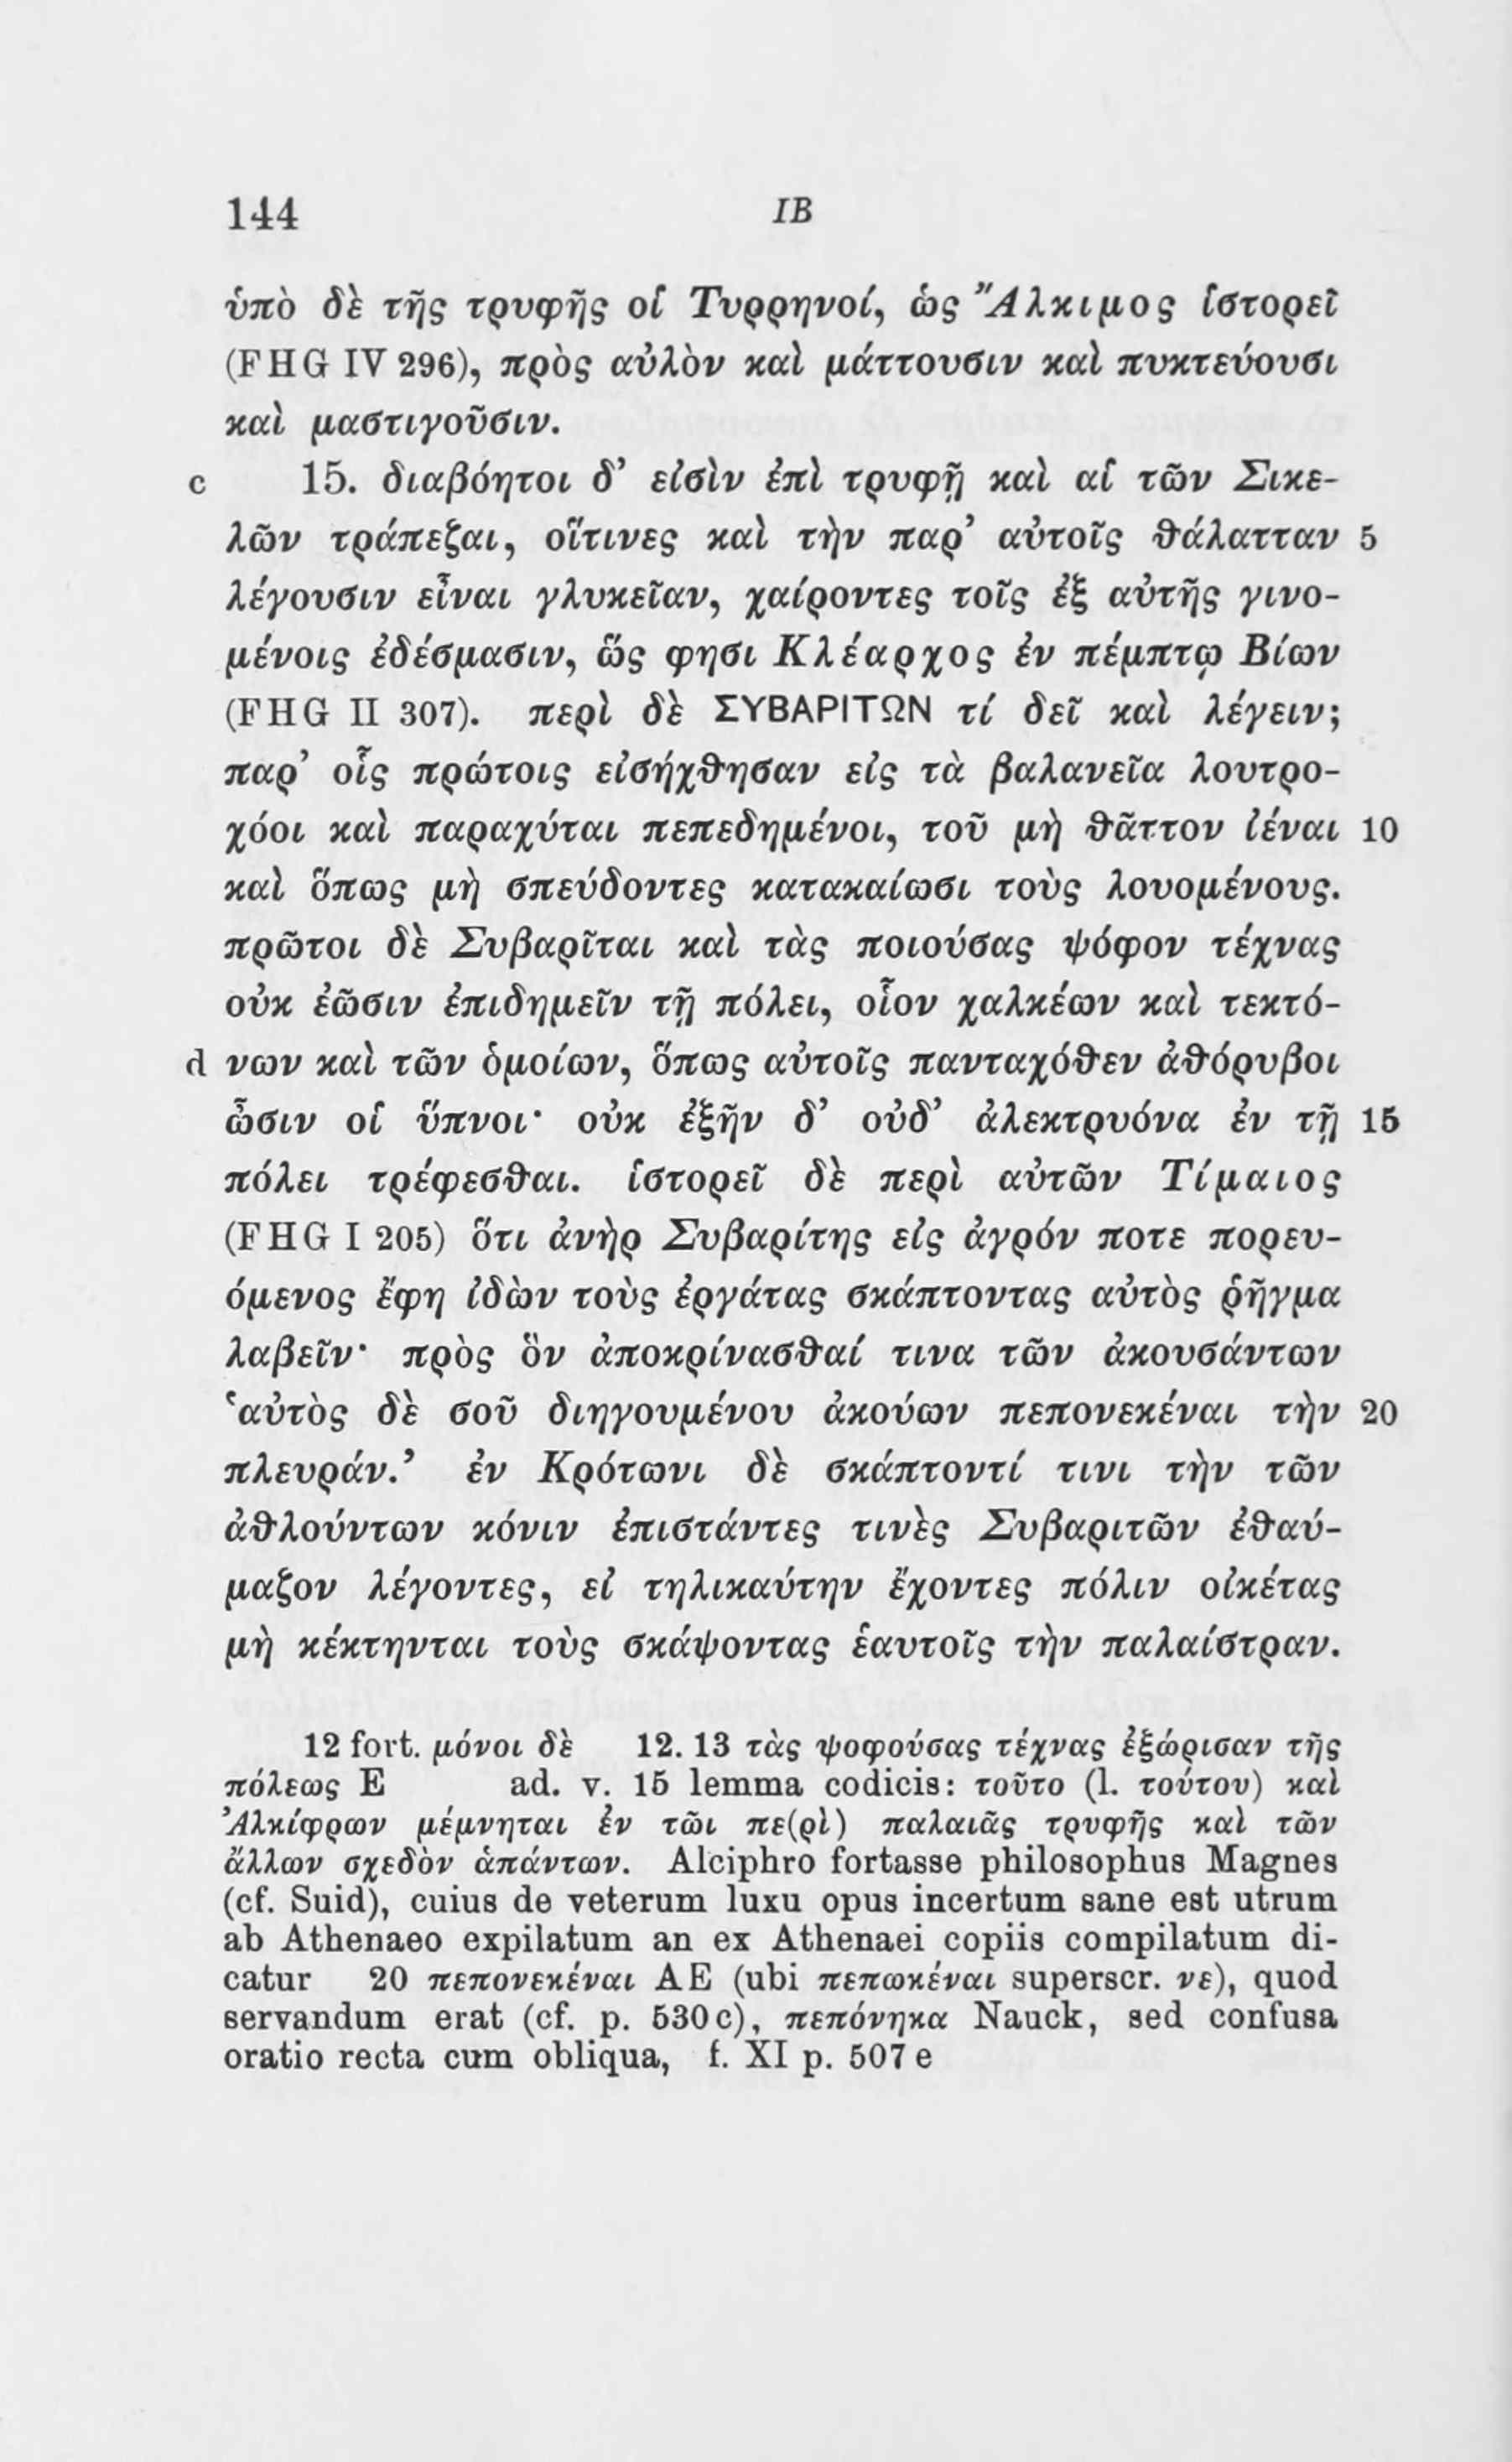 144 IB
ὑπὸ δὲ τῆς τρυφῆς οἱ Τυρρηνοί, ὡς Ἄλκιμος ἱστορεῖ
(FHG IV 296), πρὸς αὐλὸν καὶ μάττουσιν καὶ πυκτεύουσι
καὶ μαστιγοῦσιν.
c 15. διαβόητοι δ’ εἰσὶν ἐπὶ τρυφῇ καὶ αἱ τῶν Σικε-
λῶν τράπεζαι, οἵτινες καὶ τὴν παρ’ αὐτοῖς θάλατταν 5
λέγουσιν εἶναι γλυκεῖαν, χαίροντες τοῖς ἐξ αὐτῆς γινο-
μένοις ἐδέσμασιν, ὥς φησι Κλέαρχος ἐν πέμπτῳ Βίων
(FHG II 307). περὶ δὲ ΣΥΒΑΡΙΤΩΝ τί δεῖ καὶ λέγειν;
παρ’ οἷς πρώτοις εἰσήχθησαν εἰς τὰ βαλανεῖα λουτρο-
χόοι καὶ παραχύται πεπεδημένοι, τοῦ μὴ θᾶττον ἰέναι 10
καὶ ὅπως μὴ σπεύδοντες κατακαίωσι τοὺς λουομένους.
πρῶτοι δὲ Συβαρῖται καὶ τὰς ποιούσας ψόφον τέχνας
οὐκ ἐῶσιν ἐπιδημεῖν τῇ πόλει, οἷον χαλκέων καὶ τεκτό-
d νων καὶ τῶν ὁμοίων, ὅπως αὐτοῖς πανταχόθεν ἀθόρυβοι
ὦσιν οἱ ὕπνοι· οὐκ ἐξῆν δ’ οὐδ’ ἀλεκτρυόνα ἐν τῇ 15
πόλει τρέφεσθαι. ἱστορεῖ δὲ περὶ αὐτῶν Τίμαιος
(FHG I 205) ὅτι ἀνὴρ Συβαρίτης εἰς ἀγρόν ποτε πορευ-
όμενος ἔφη ἰδὼν τοὺς ἐργάτας σκάπτοντας αὐτὸς ῥῆγμα
λαβεῖν· πρὸς ὃν ἀποκρίνασθαί τινα τῶν ἀκουσάντων
‘αὐτὸς δὲ σοῦ διηγουμένου ἀκούων πεπονεκέναι τὴν 20
πλευράν.’ ἐν Κρότωνι δὲ σκάπτοντί τινι τὴν τῶν
ἀθλούντων κόνιν ἐπιστάντες τινὲς Συβαριτῶν ἐθαύ-
μαζον λέγοντες, εἰ τηλικαύτην ἔχοντες πόλιν οἰκέτας
μὴ κέκτηνται τοὺς σκάψοντας ἑαυτοῖς τὴν παλαίστραν.
12 fort. μόνοι δὲ 12. 13 τὰς ψοφούσας τέχνας ἐξώρισαν τῆς
πόλεως E ad. v. 15 lemma codicis: τοῦτο (l. τούτου) καὶ
Ἀλκίφρων μέμνηται ἐν τῶι πε(ρὶ) παλαιᾶς τρυφῆς καὶ τῶν
ἄλλων σχεδὸν ἁπάντων. Alciphro fortasse philosophus Magnes
(cf. Suid), cuius de veterum luxu opus incertum sane est utrum
ab Athenaeo expilatum an ex Athenaei copiis compilatum di-
catur 20 πεπονεκέναι AE (ubi πεπωκέναι superscr. νε), quod
servandum erat (cf. p. 530 c), πεπόνηκα Nauck, sed confusa
oratio recta cum obliqua, f. XI p. 507 e